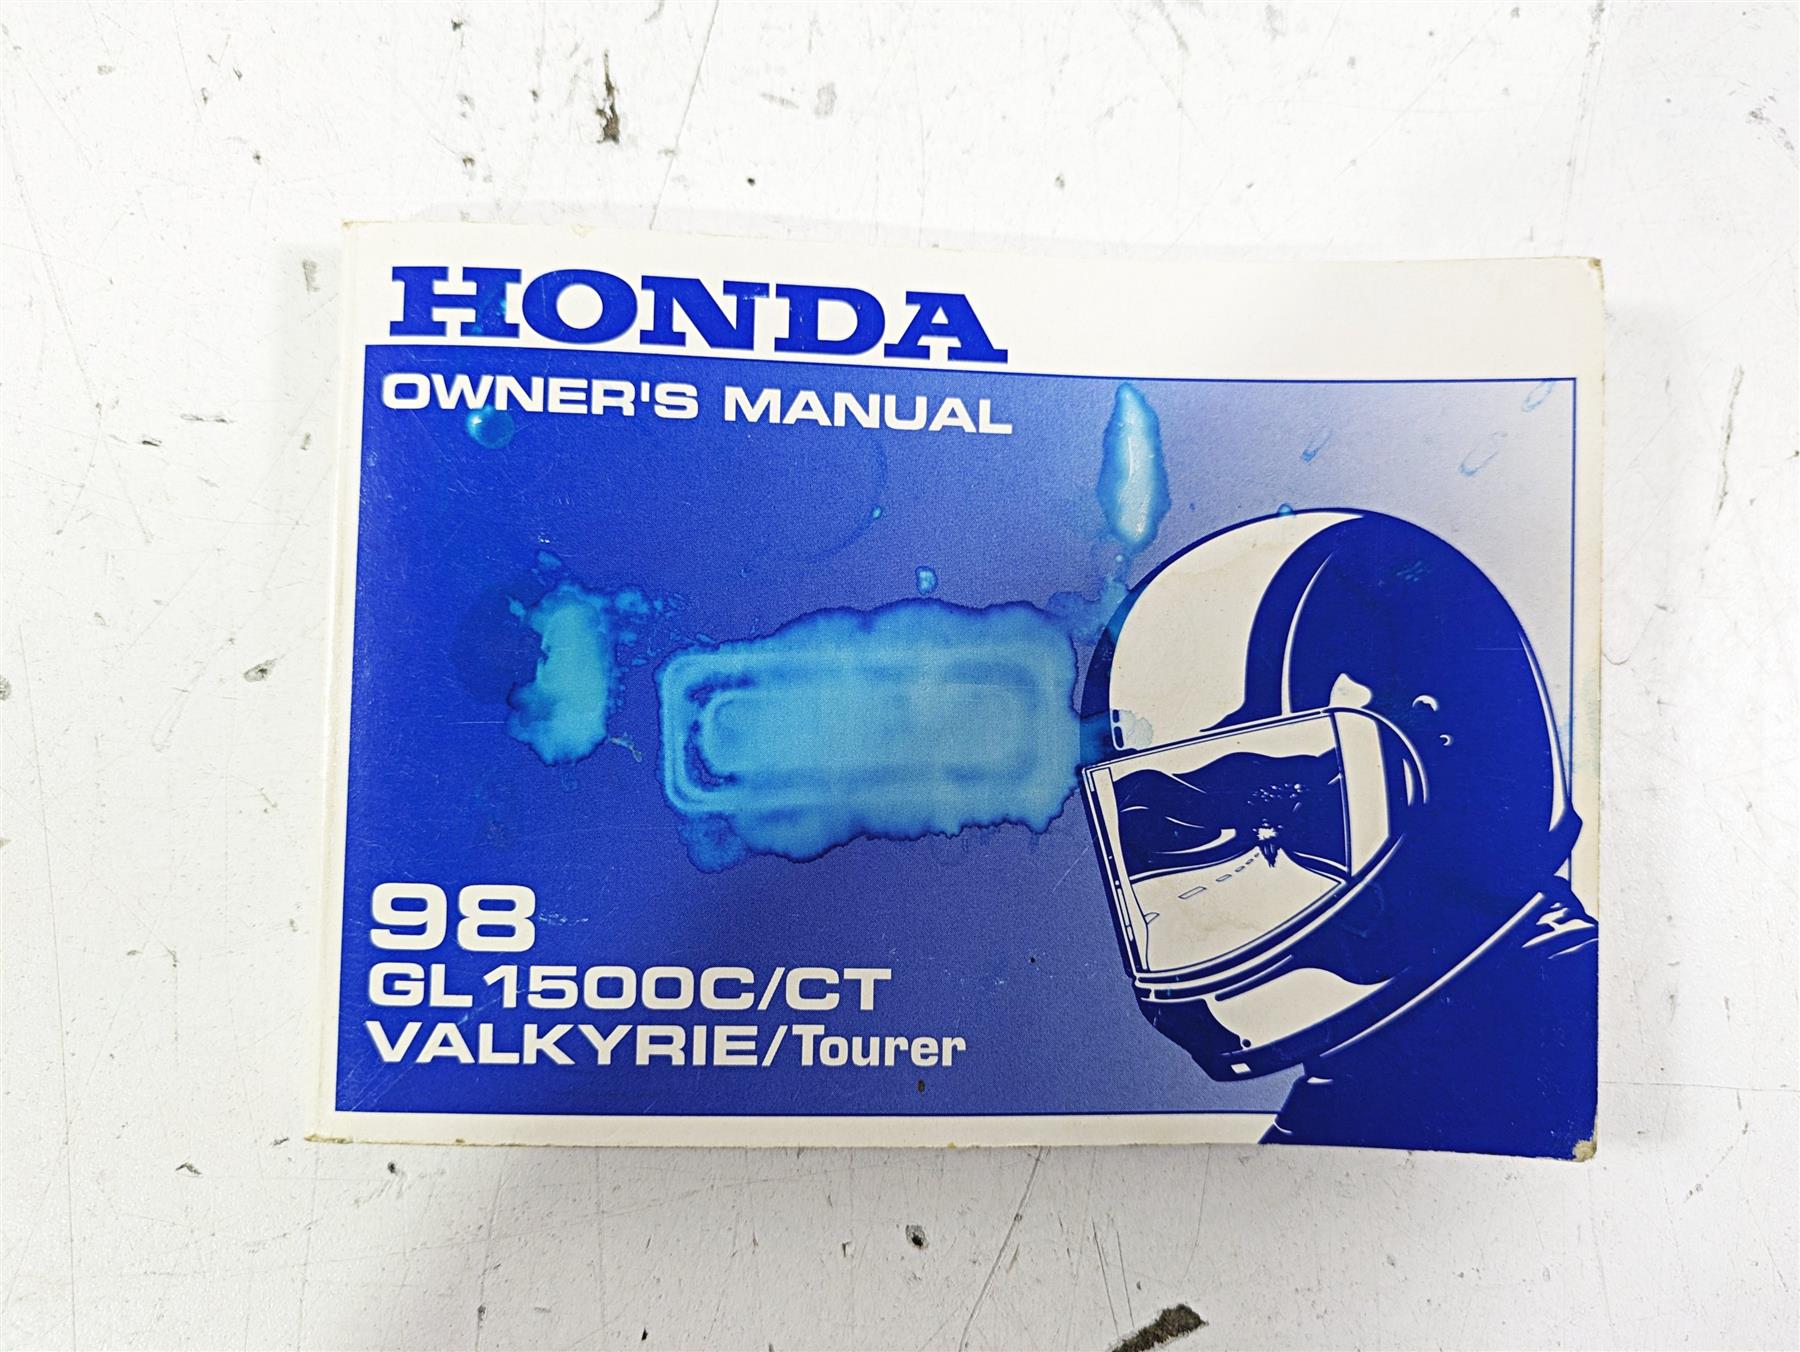 HONDA
OWNER'S MANUAL
98
GL1500C/CT
VALKYRIE/Tourer